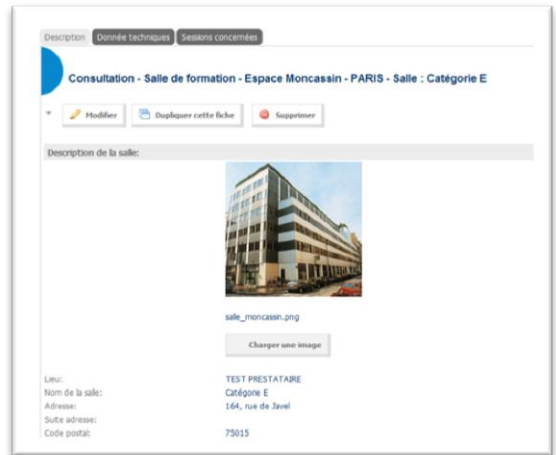 Description Donnée techniques Sessions concernées
Consultation - Salle de formation - Espace Moncassin - PARIS - Salle : Catégorie E
Modifier Dupliquer cette fiche Supprimer
Description de la salle:
salle_moncassin.png
Charger une image
Lieu: TEST PRESTATAIRE
Nom de la salle: Catégorie E
Adresse: 164, rue de Javel
Suite adresse:
Code postal: 75015